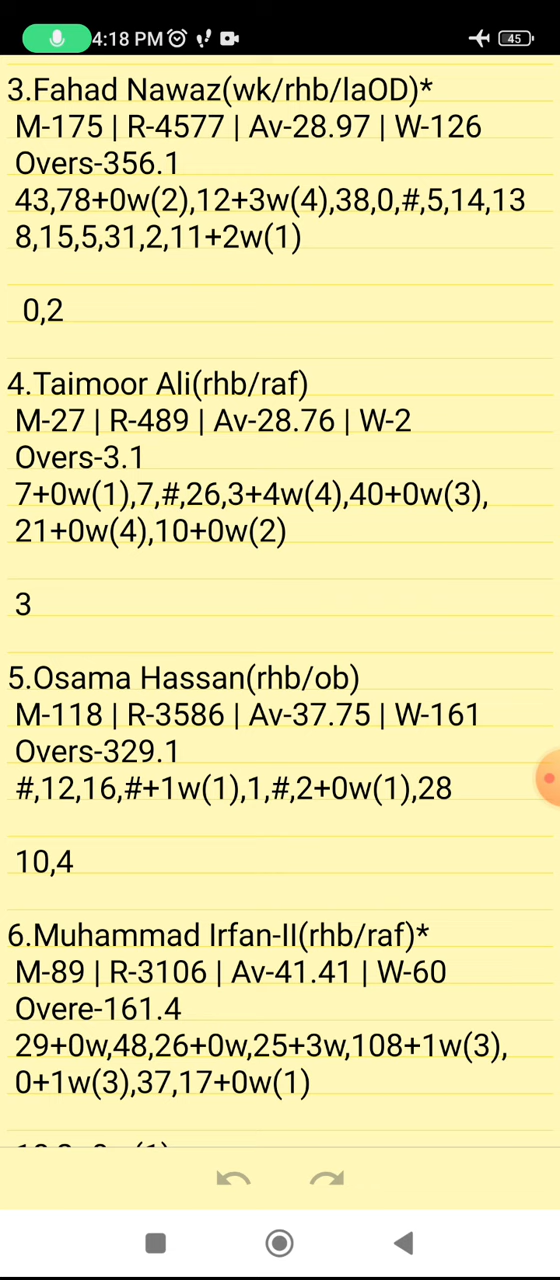 4:18 PM 45
3.Fahad Nawaz(wk/rhb/laOD)*
M-175 | R-4577 | Av-28.97 | W-126
Overs-356.1
43,78+0w(2),12+3w(4),38,0,#,5,14,13
8,15,5,31,2,11+2w(1)
0,2
4.Taimoor Ali(rhb/raf)
M-27 | R-489 | Av-28.76 | W-2
Overs-3.1
7+0w(1),7,#,26,3+4w(4),40+0w(3),
21+0w(4),10+0w(2)
3
5.Osama Hassan(rhb/ob)
M-118 | R-3586 | Av-37.75 | W-161
Overs-329.1
#,12,16,#+1w(1),1,#,2+0w(1),28
10,4
6.Muhammad Irfan-II(rhb/raf)*
M-89 | R-3106 | Av-41.41 | W-60
Overe-161.4
29+0w,48,26+0w,25+3w,108+1w(3),
0+1w(3),37,17+0w(1)